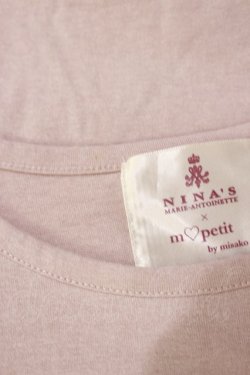 NINA'S
MARIE-ANTOINETTE
×
m♡petit
by misako